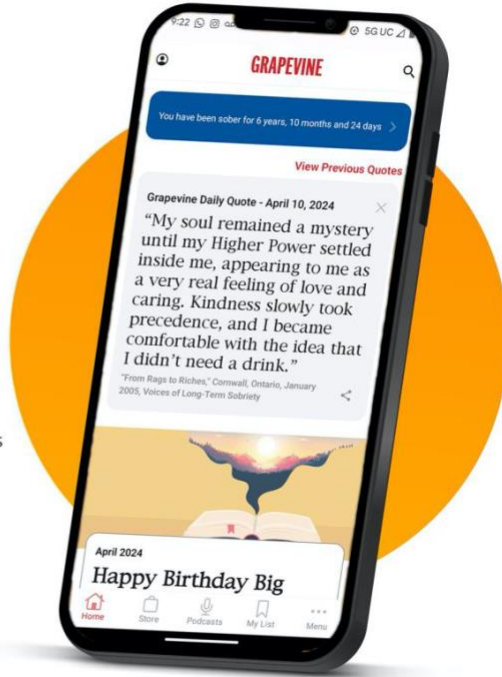 9:22
5G UC
GRAPEVINE
You have been sober for 6 years, 10 months and 24 days
View Previous Quotes
Grapevine Daily Quote - April 10, 2024
“My soul remained a mystery
until my Higher Power settled
inside me, appearing to me as
a very real feeling of love and
caring. Kindness slowly took
precedence, and I became
comfortable with the idea that
I didn’t need a drink.”
"From Rags to Riches," Cornwall, Ontario, January
2005, Voices of Long-Term Sobriety
s
April 2024
Happy Birthday Big
Home Store Podcasts My List Menu